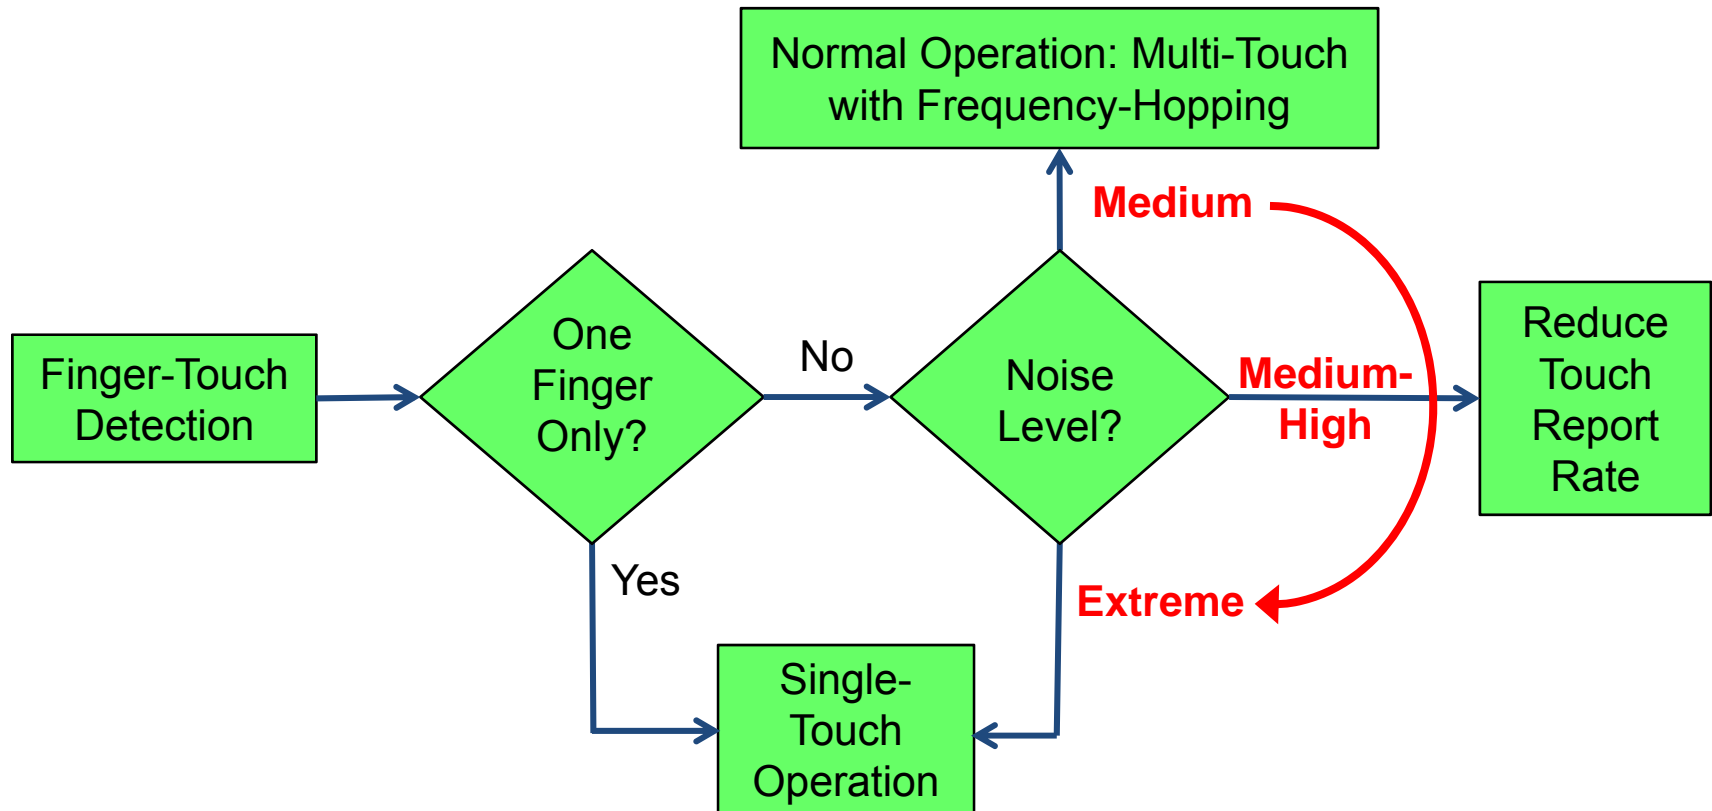 Normal Operation: Multi-Touch
with Frequency-Hopping
Medium
Finger-Touch
Detection
One
Finger
Only?
No
Noise
Level?
Medium-
High
Reduce
Touch
Report
Rate
Yes
Extreme
Single-
Touch
Operation